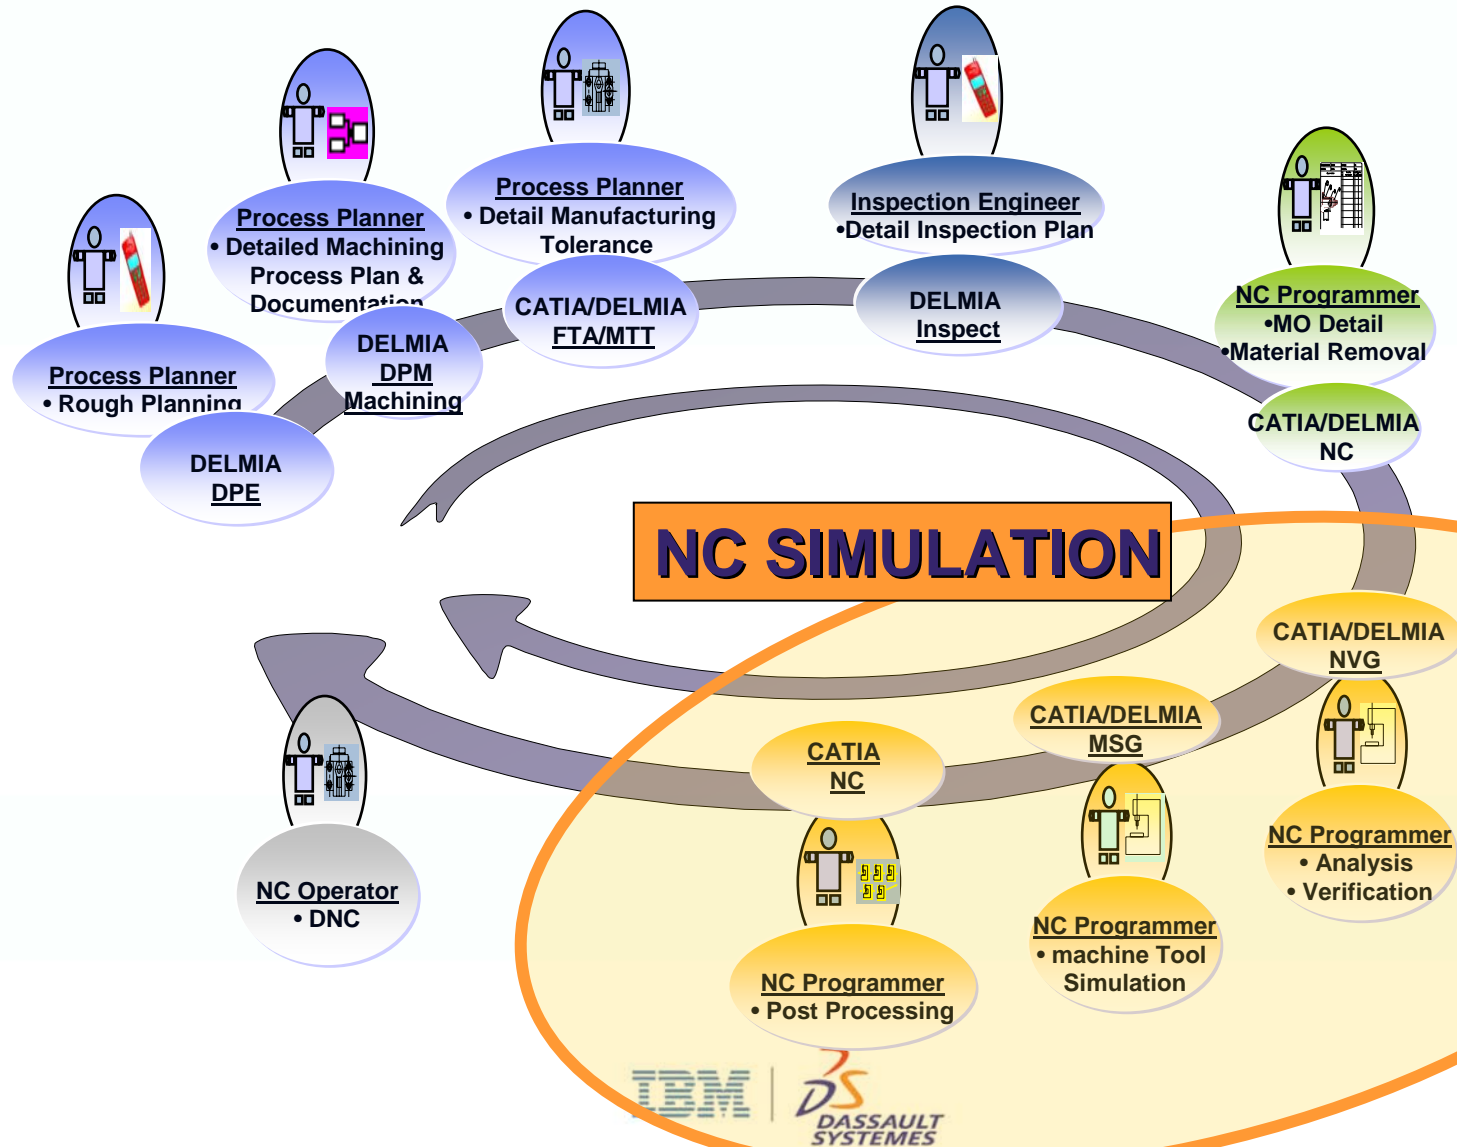 Process Planner
• Rough Planning
DELMIA
DPE
Process Planner
• Detailed Machining
Process Plan &
Documentation
DELMIA
DPM
Machining
Process Planner
• Detail Manufacturing
Tolerance
CATIA/DELMIA
FTA/MTT
Inspection Engineer
•Detail Inspection Plan
DELMIA
Inspect
NC Programmer
•MO Detail
•Material Removal
CATIA/DELMIA
NC
NC SIMULATION
CATIA/DELMIA
NVG
NC Programmer
• Analysis
• Verification
CATIA/DELMIA
MSG
NC Programmer
• machine Tool
Simulation
CATIA
NC
NC Programmer
• Post Processing
NC Operator
• DNC
IBM
DS
DASSAULT
SYSTEMES